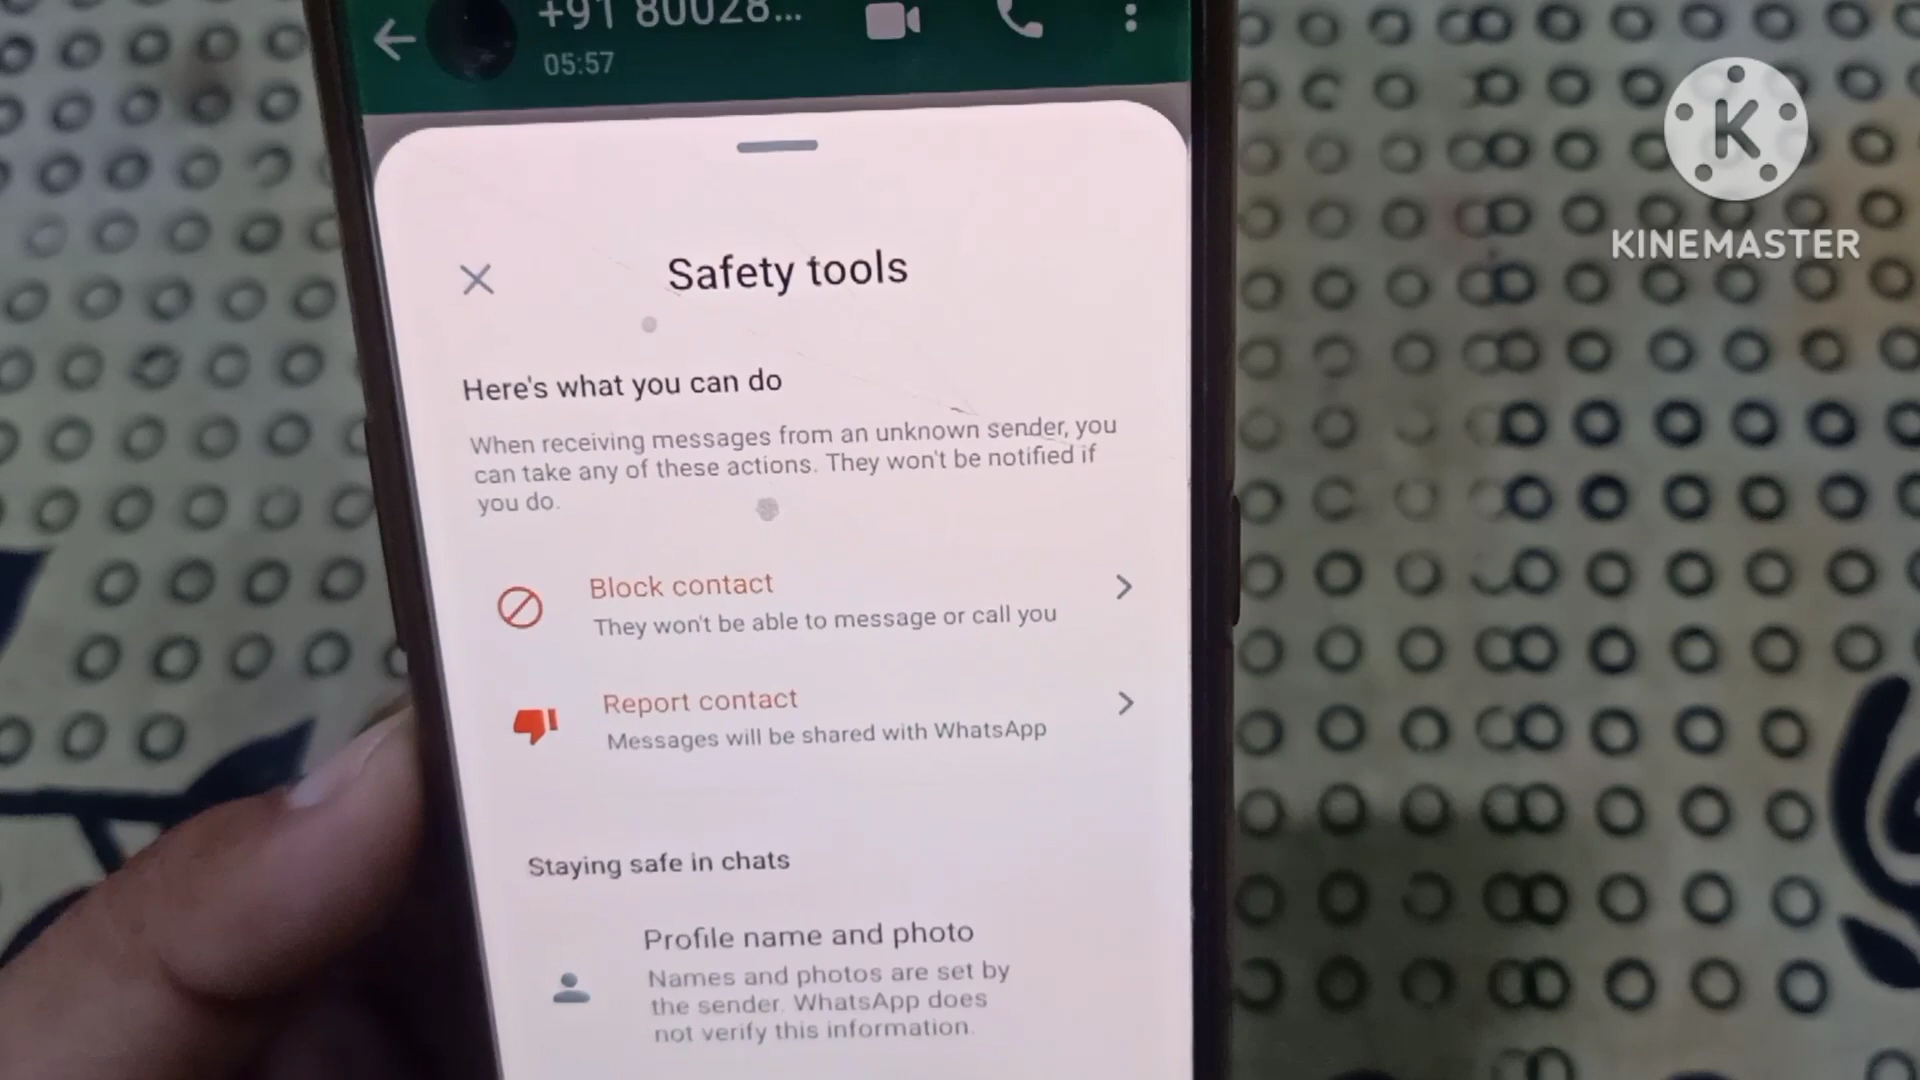 +91 80028...
05:57
K
KINEMASTER
Safety tools
Here's what you can do
When receiving messages from an unknown sender, you
can take any of these actions. They won't be notified if
you do.
Block contact
They won't be able to message or call you
Report contact
Messages will be shared with WhatsApp
Staying safe in chats
Profile name and photo
Names and photos are set by
the sender. WhatsApp does
not verify this information.